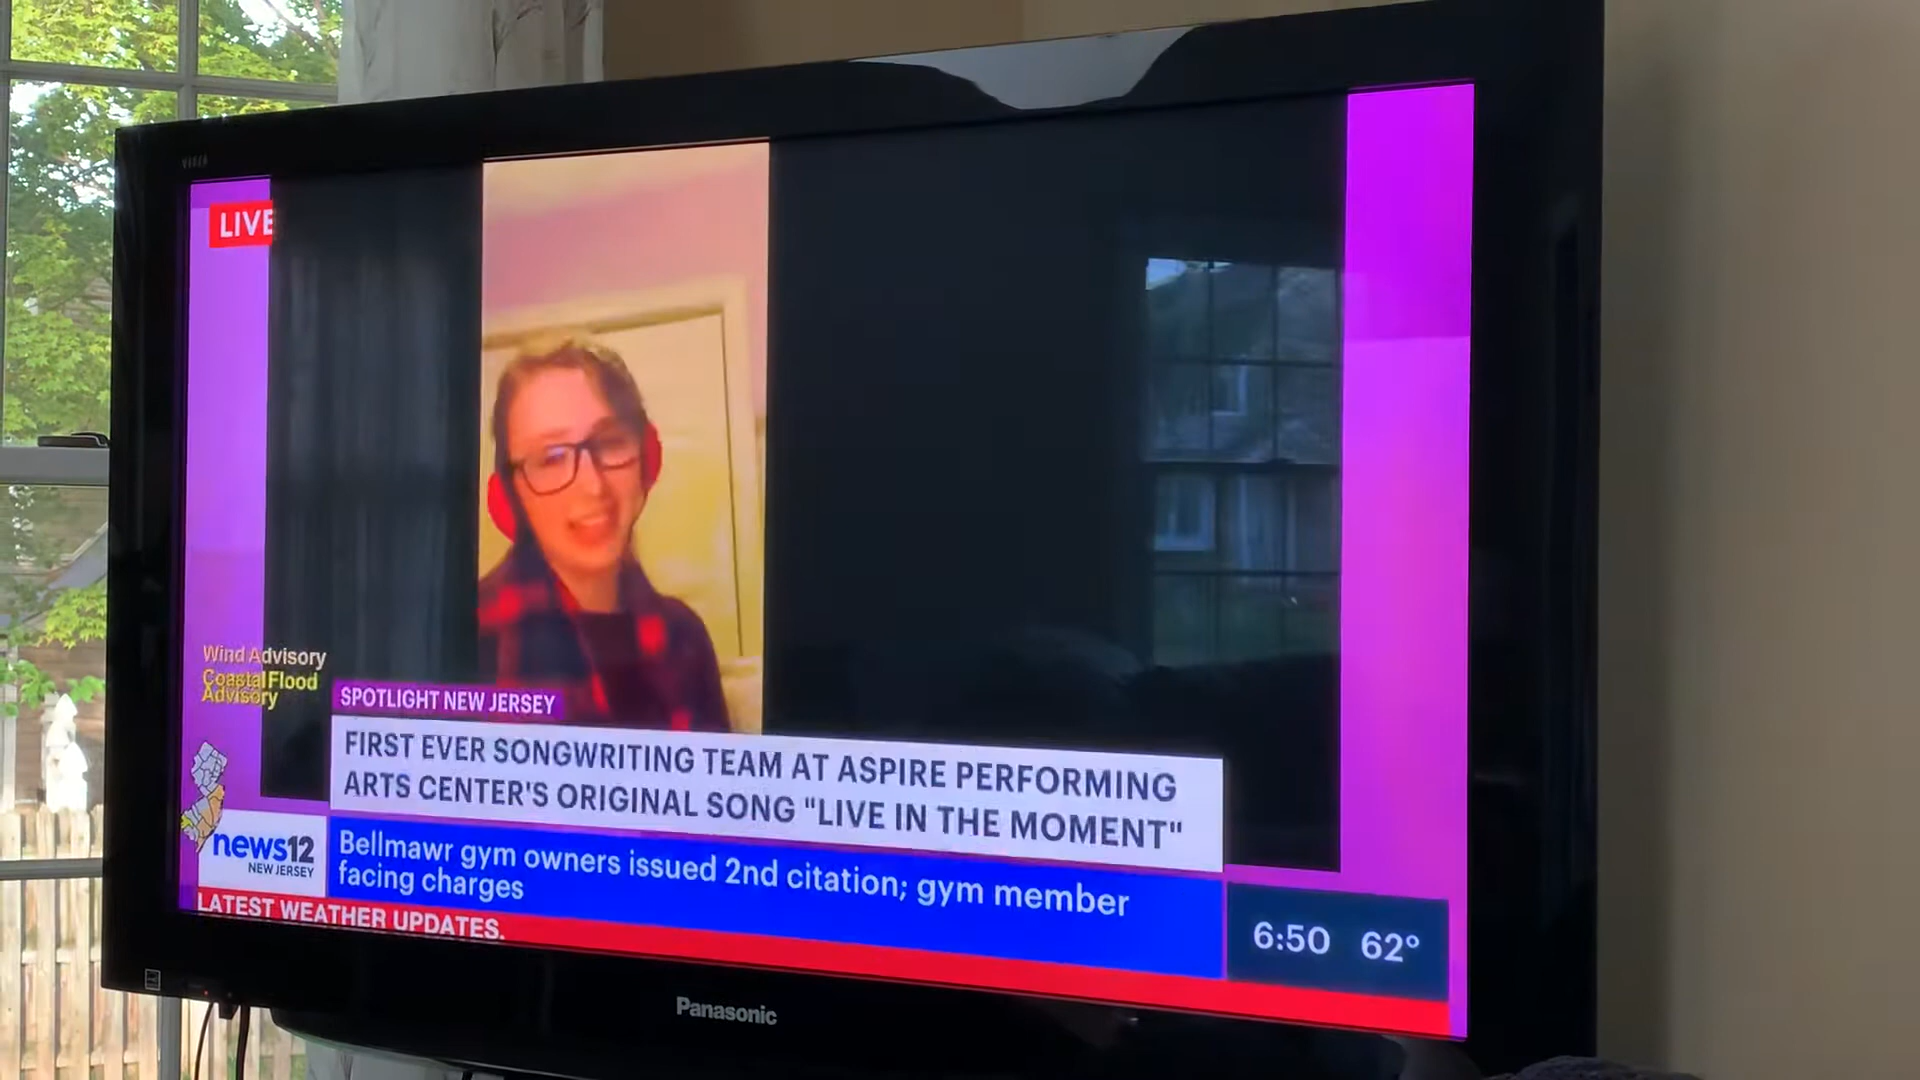 VIERA
LIVE
Wind Advisory
Coastal Flood
Advisory
SPOTLIGHT NEW JERSEY
FIRST EVER SONGWRITING TEAM AT ASPIRE PERFORMING
ARTS CENTER'S ORIGINAL SONG "LIVE IN THE MOMENT"
news12
NEW JERSEY
Bellmawr gym owners issued 2nd citation; gym member
facing charges
6:50 62°
LATEST WEATHER UPDATES.
Panasonic